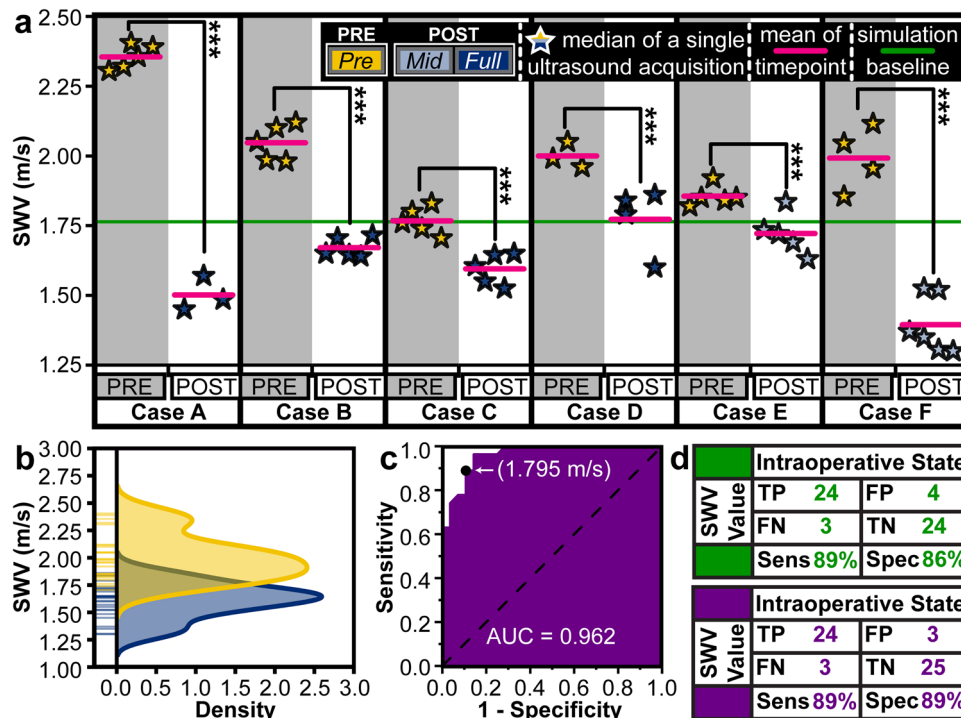 a
PRE
POST
Pre
Mid
Full
median of a single
ultrasound acquisition
mean of
timepoint
simulation
baseline
SWV (m/s)
2.50
2.25
2.00
1.75
1.50
1.25
***
***
***
***
***
***
PRE POST PRE POST PRE POST PRE POST PRE POST PRE POST
Case A Case B Case C Case D Case E Case F
b
SWV (m/s)
3.00
2.75
2.50
2.25
2.00
1.75
1.50
1.25
1.00
0.0 0.5 1.0 1.5 2.0 2.5 3.0
Density
c
Sensitivity
1.0
0.8
0.6
0.4
0.2
0.0
(1.795 m/s)
AUC = 0.962
0.0 0.2 0.4 0.6 0.8 1.0
1 - Specificity
d
Intraoperative State
SWV
Value
TP 24 FP 4
FN 3 TN 24
Sens 89% Spec 86%
Intraoperative State
SWV
Value
TP 24 FP 3
FN 3 TN 25
Sens 89% Spec 89%